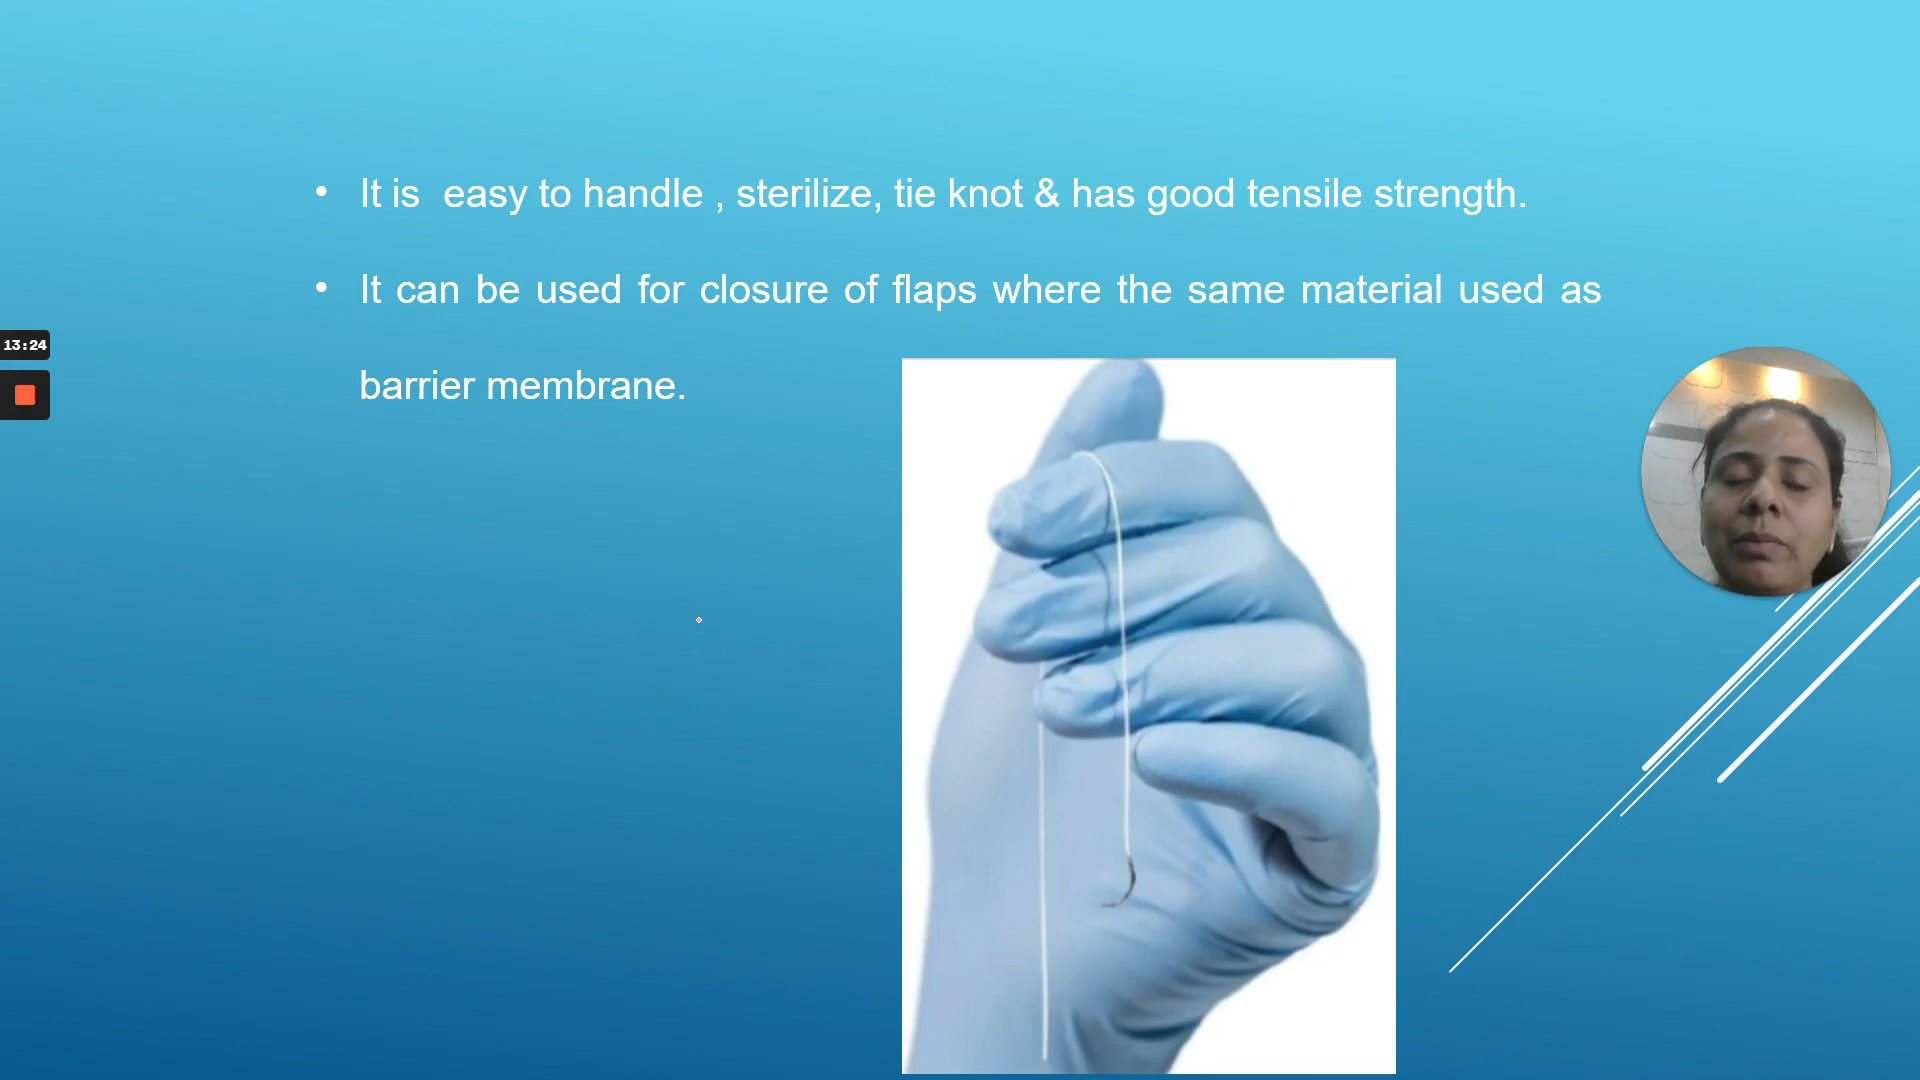 • It is  easy to handle , sterilize, tie knot & has good tensile strength.
• It can be used for closure of flaps where the same material used as
barrier membrane.
13:24